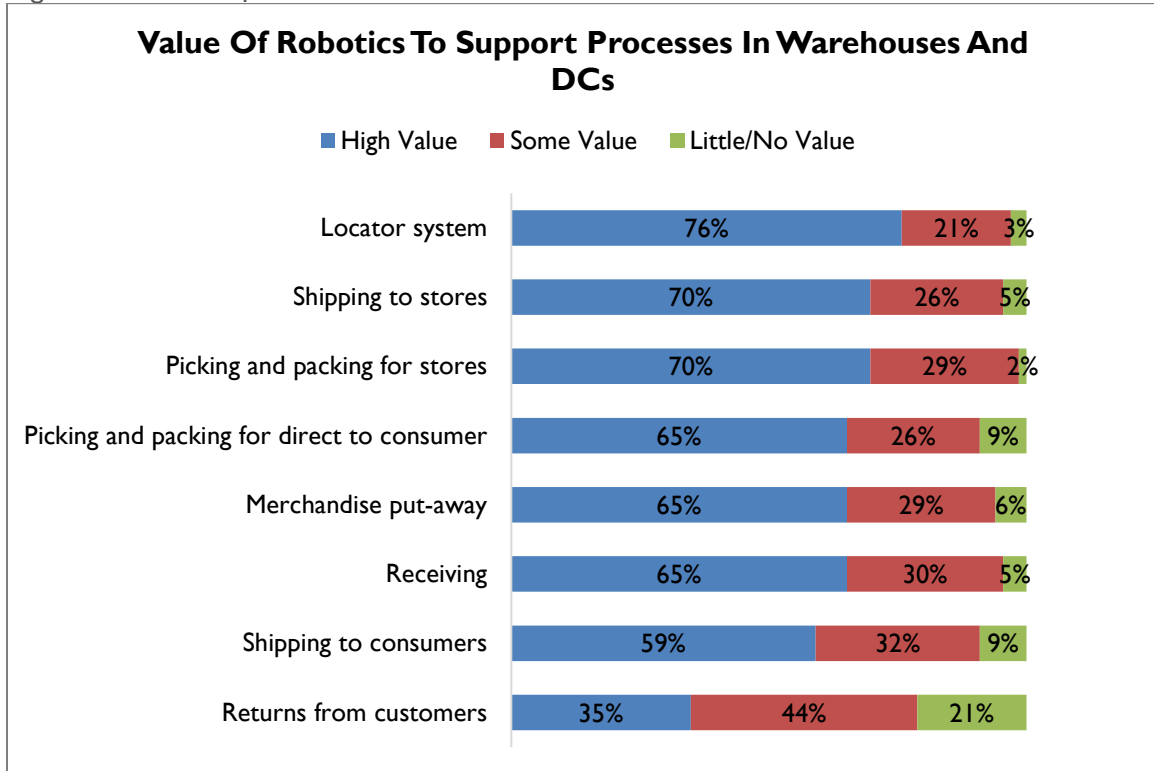 Value Of Robotics To Support Processes In Warehouses And
DCs
High Value Some Value Little/No Value
Locator system 76% 21% 3%
Shipping to stores 70% 26% 5%
Picking and packing for stores 70% 29% 2%
Picking and packing for direct to consumer 65% 26% 9%
Merchandise put-away 65% 29% 6%
Receiving 65% 30% 5%
Shipping to consumers 59% 32% 9%
Returns from customers 35% 44% 21%